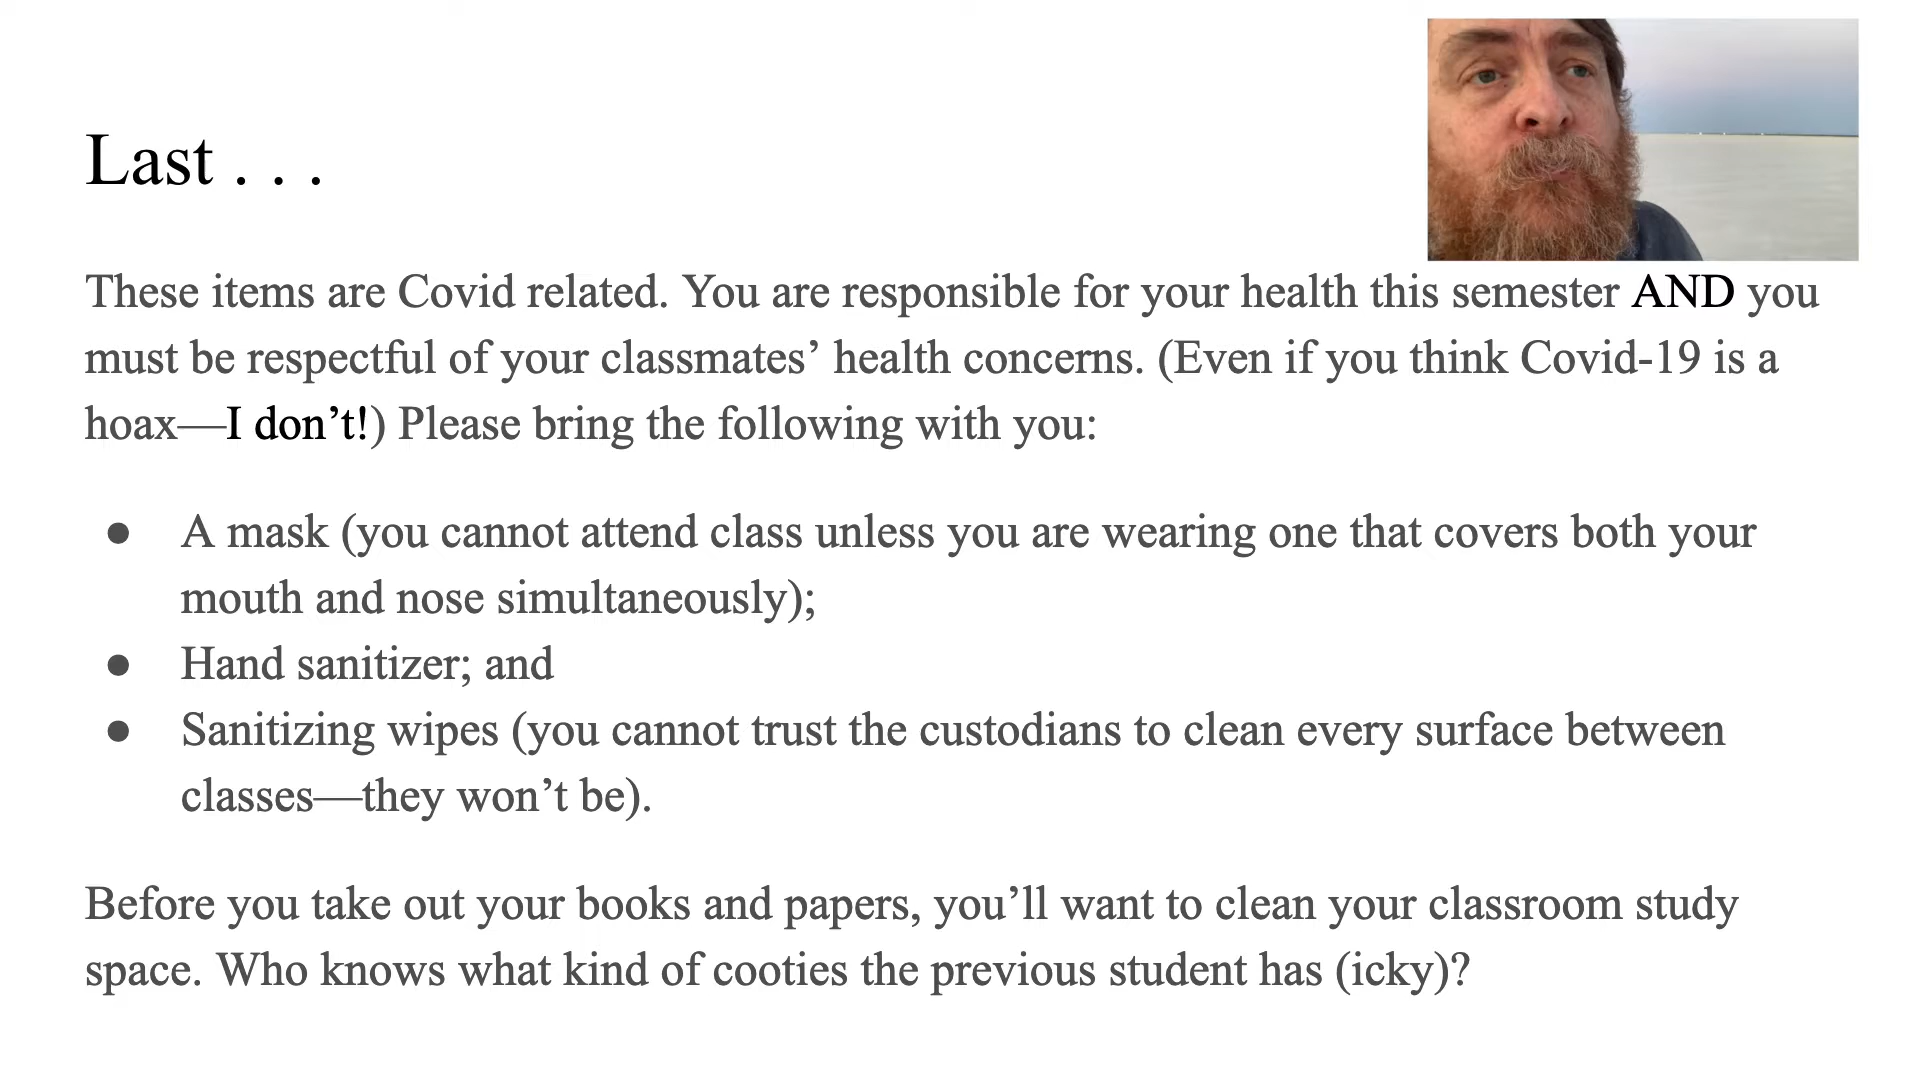 Last . . .
These items are Covid related. You are responsible for your health this semester AND you
must be respectful of your classmates’ health concerns. (Even if you think Covid-19 is a
hoax—I don’t!) Please bring the following with you:
● A mask (you cannot attend class unless you are wearing one that covers both your
mouth and nose simultaneously);
● Hand sanitizer; and
● Sanitizing wipes (you cannot trust the custodians to clean every surface between
classes—they won’t be).
Before you take out your books and papers, you’ll want to clean your classroom study
space. Who knows what kind of cooties the previous student has (icky)?